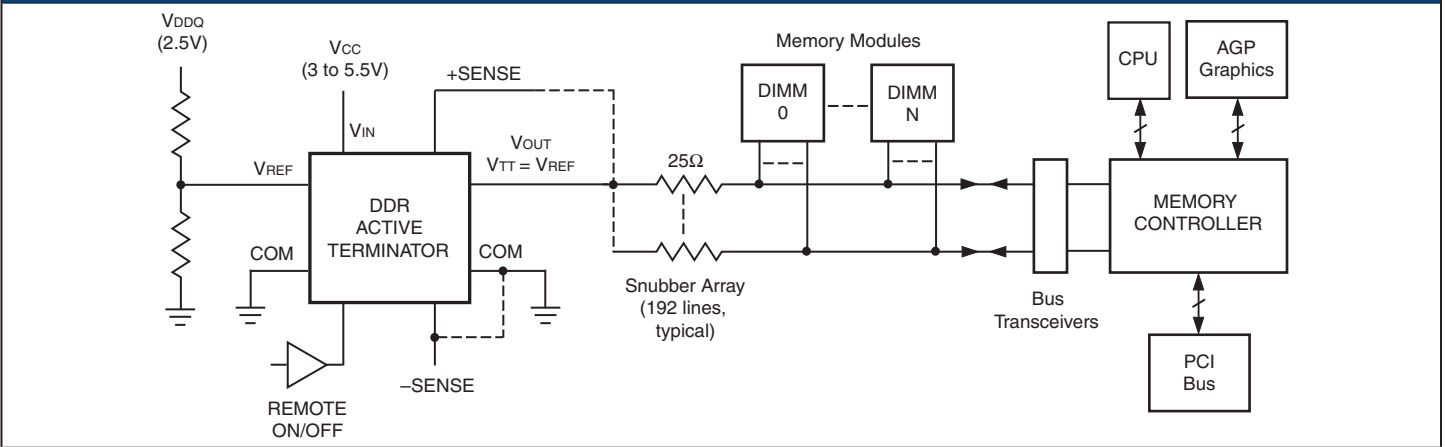 VDDQ
(2.5V)
VCC
(3 to 5.5V)
+SENSE
VIN
VREF
VOUT
VTT = VREF
DDR
ACTIVE
TERMINATOR
COM
COM
–SENSE
REMOTE
ON/OFF
25Ω
Snubber Array
(192 lines,
typical)
Memory Modules
DIMM
0
DIMM
N
Bus
Transceivers
CPU
AGP
Graphics
MEMORY
CONTROLLER
PCI
Bus